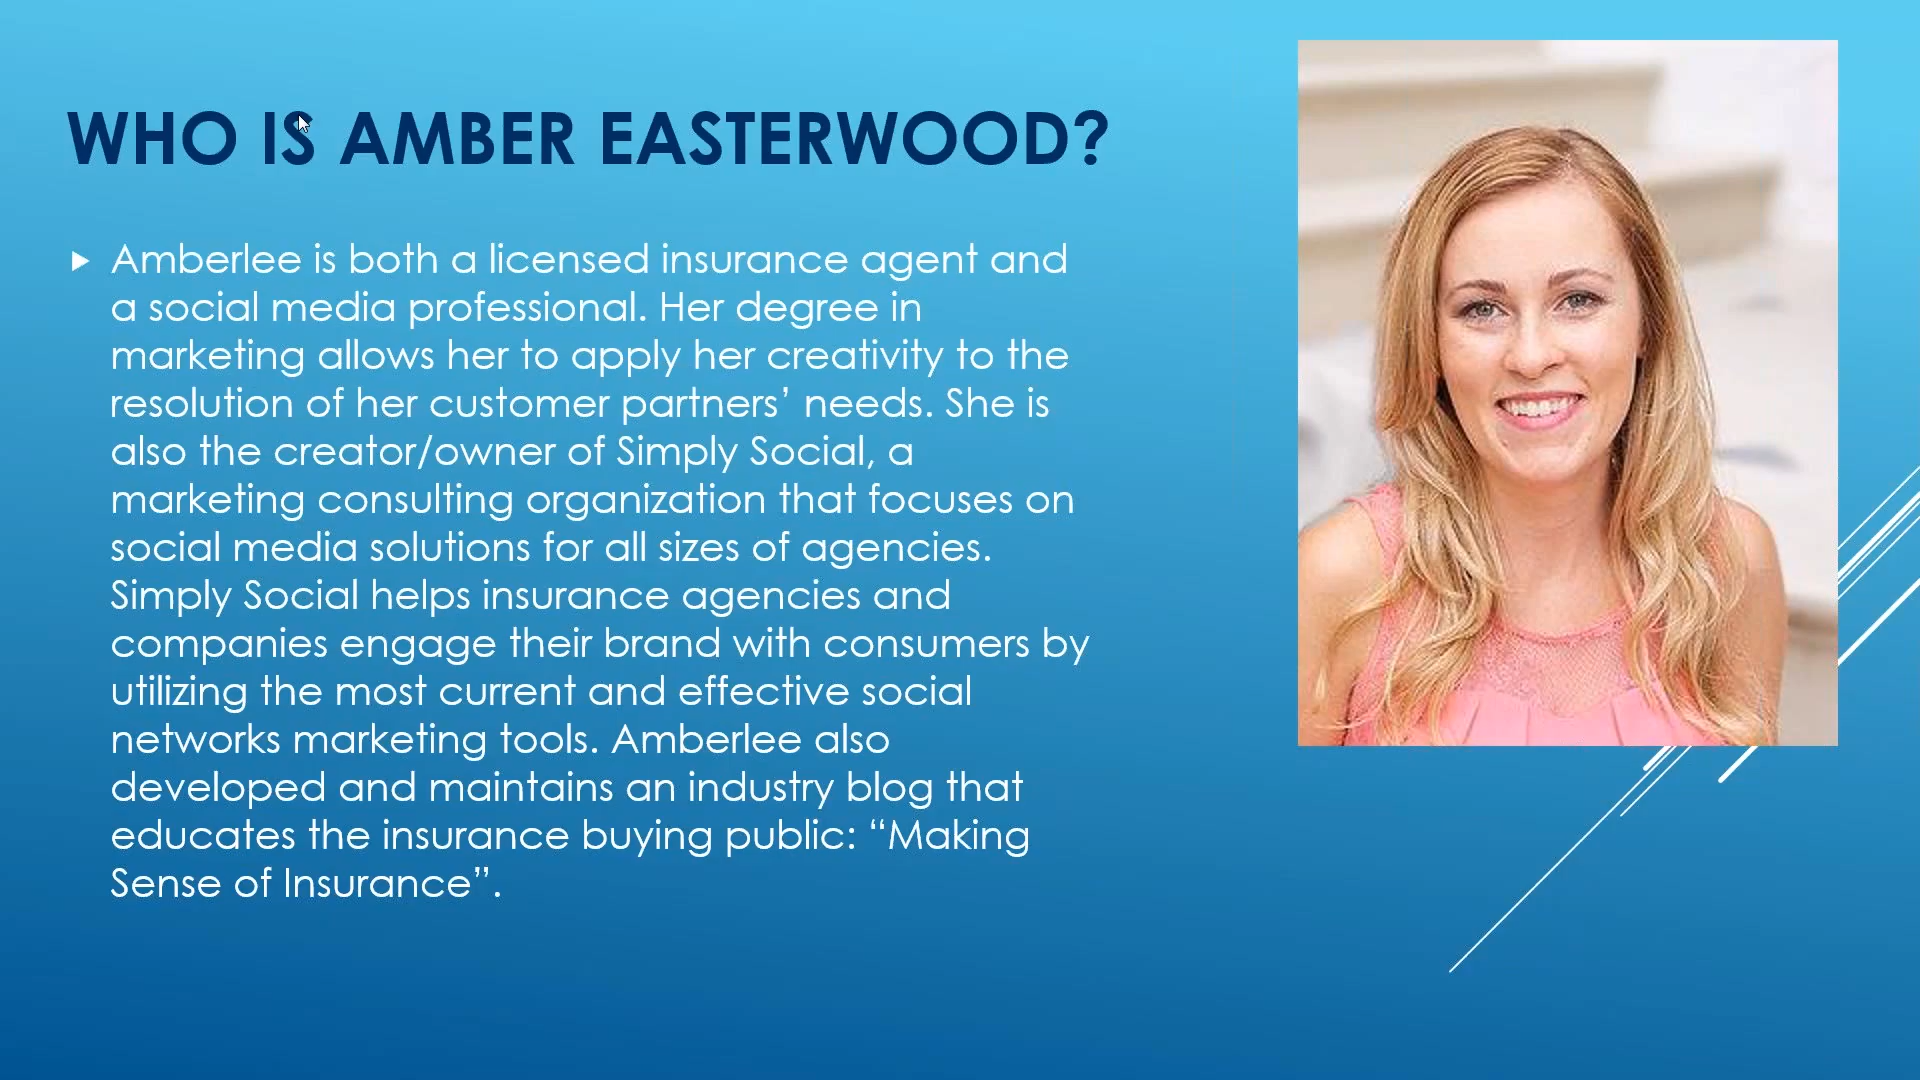 WHO IS AMBER EASTERWOOD?
Amberlee is both a licensed insurance agent and
a social media professional. Her degree in
marketing allows her to apply her creativity to the
resolution of her customer partners’ needs. She is
also the creator/owner of Simply Social, a
marketing consulting organization that focuses on
social media solutions for all sizes of agencies.
Simply Social helps insurance agencies and
companies engage their brand with consumers by
utilizing the most current and effective social
networks marketing tools. Amberlee also
developed and maintains an industry blog that
educates the insurance buying public: “Making
Sense of Insurance”.